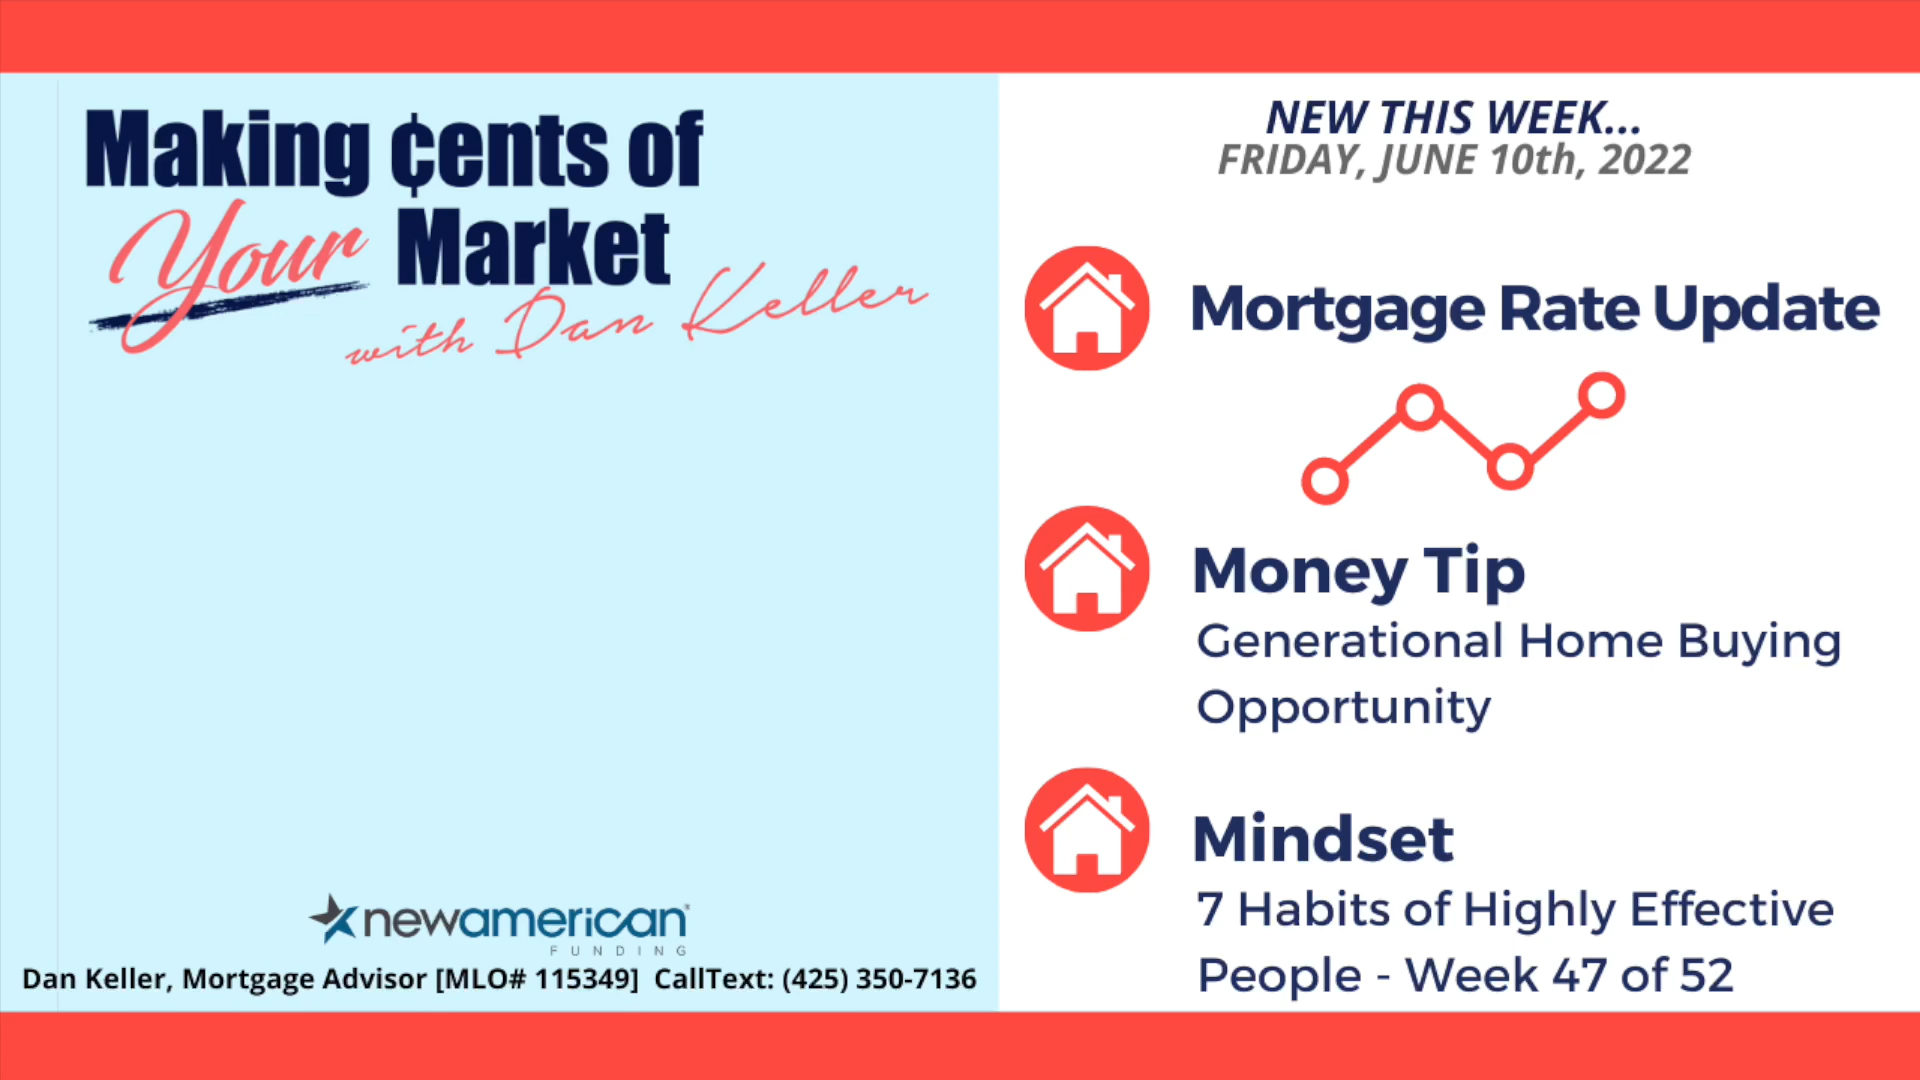 Making ¢ents of
Your Market
with Dan Keller
newamerican
FUNDING
Dan Keller, Mortgage Advisor [MLO# 115349] CallText: (425) 350-7136
NEW THIS WEEK...
FRIDAY, JUNE 10th, 2022
Mortgage Rate Update
Money Tip
Generational Home Buying
Opportunity
Mindset
7 Habits of Highly Effective
People - Week 47 of 52